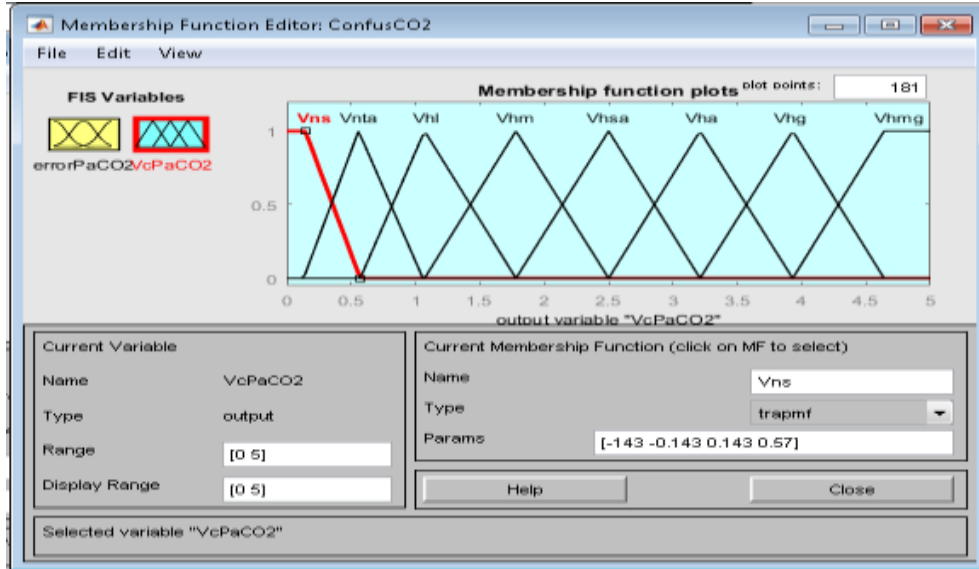 Membership Function Editor: ConfusCO2
File Edit View
FIS Variables
Membership function plots plot points: 181
errorPaCO2 VcPaCO2
Vns Vnta Vhl Vhm Vhsa Vha Vhg Vhmg
1
0.5
0
0 0.5 1 1.5 2 2.5 3 3.5 4 4.5 5
output variable "VcPaCO2"
Current Variable
Name VcPaCO2
Type output
Range [0 5]
Display Range [0 5]
Current Membership Function (click on MF to select)
Name Vns
Type trapmf
Params [-143 -0.143 0.143 0.57]
Help Close
Selected variable "VcPaCO2"